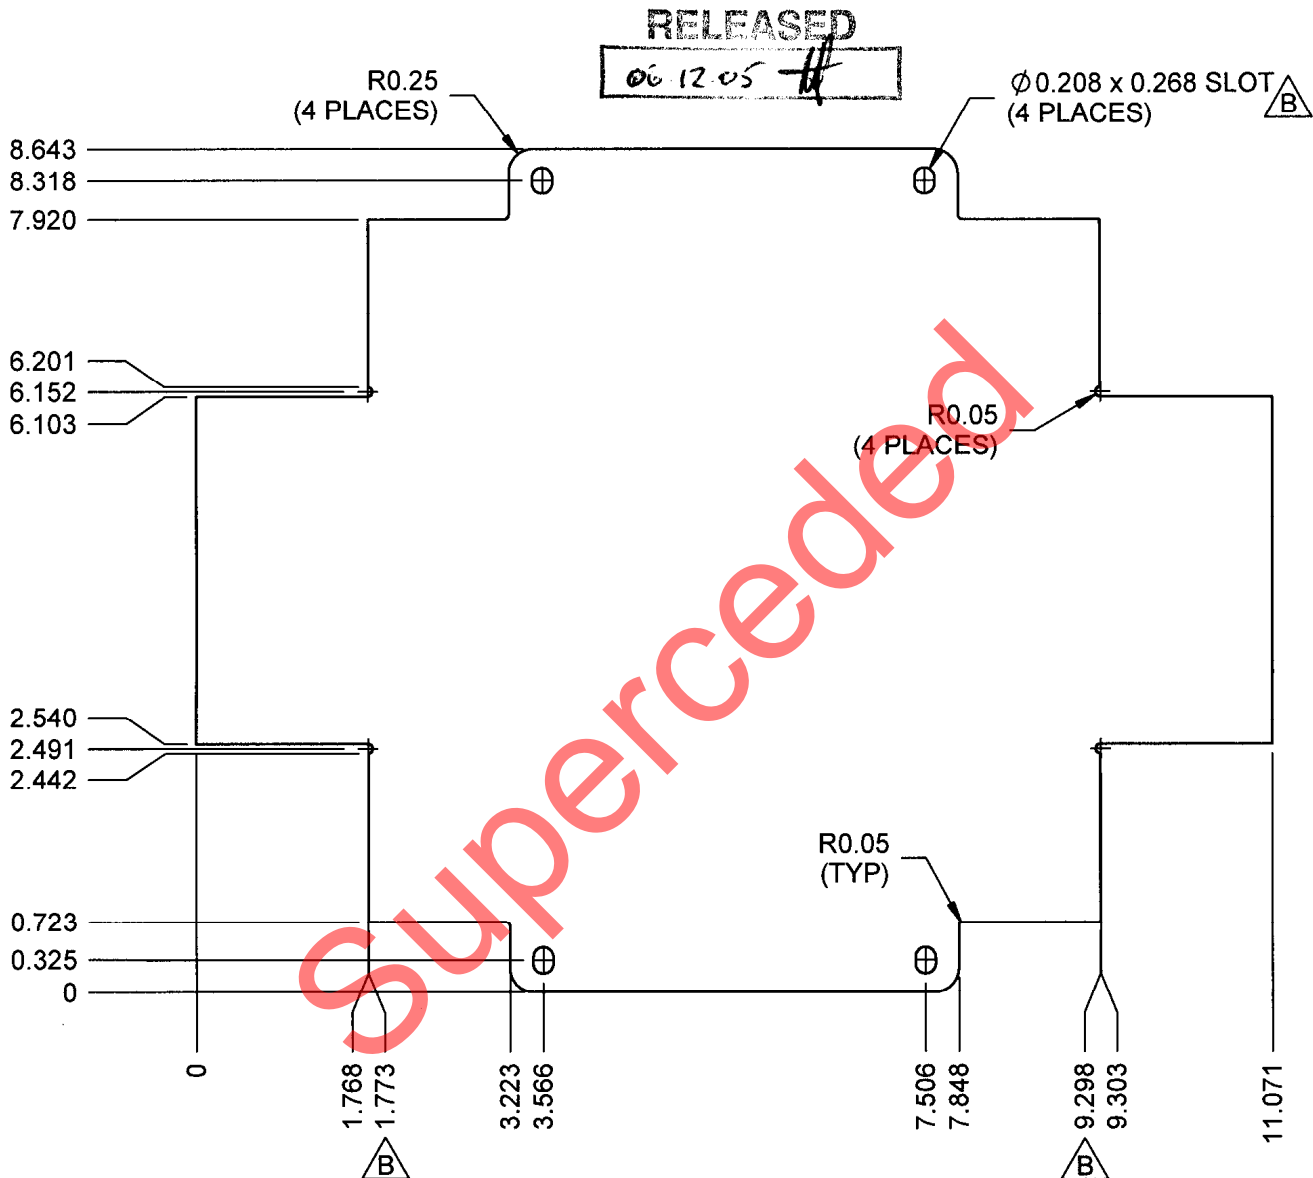 RELEASED
06 12 05
R0.25
(4 PLACES)
Ø0.208 x 0.268 SLOT
(4 PLACES)
B
8.643
8.318
7.920
6.201
6.152
6.103
R0.05
(4 PLACES)
2.540
2.491
2.442
R0.05
(TYP)
0.723
0.325
0
Superceded
0
1.768
1.773
3.223
3.566
7.506
7.848
9.298
9.303
11.071
B
B